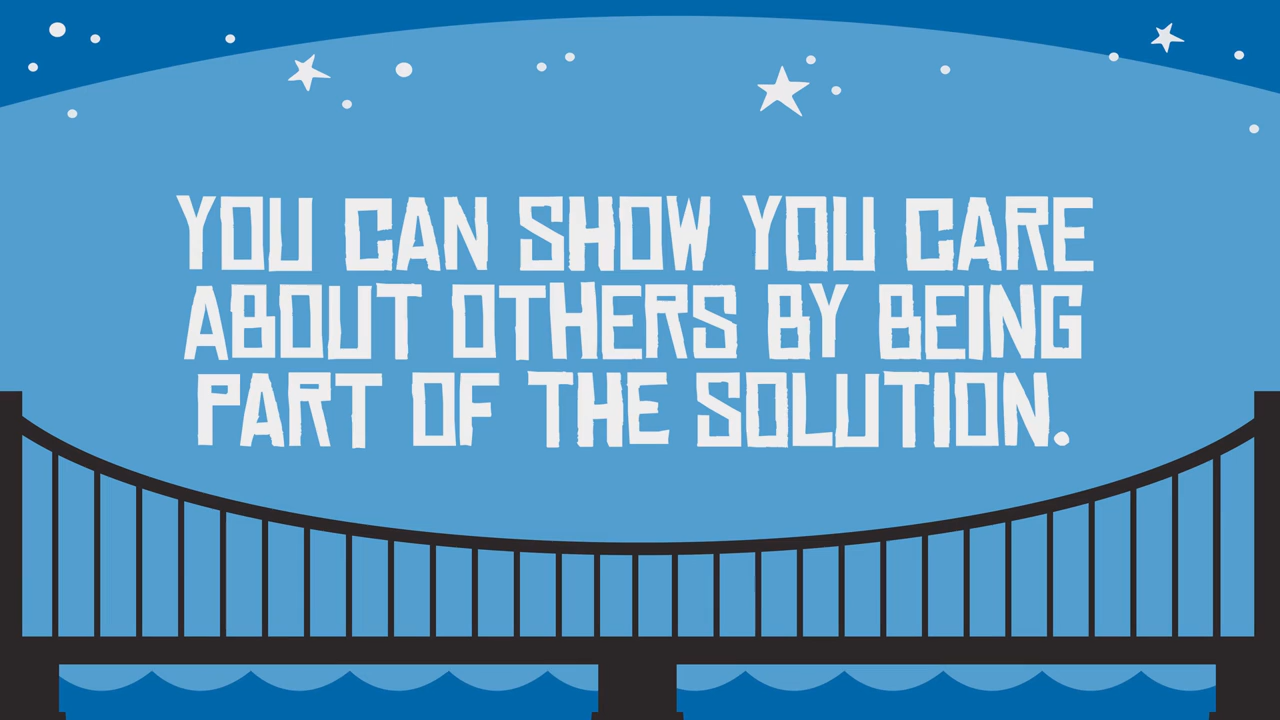 YOU CAN SHOW YOU CARE
ABOUT OTHERS BY BEING
PART OF THE SOLUTION.